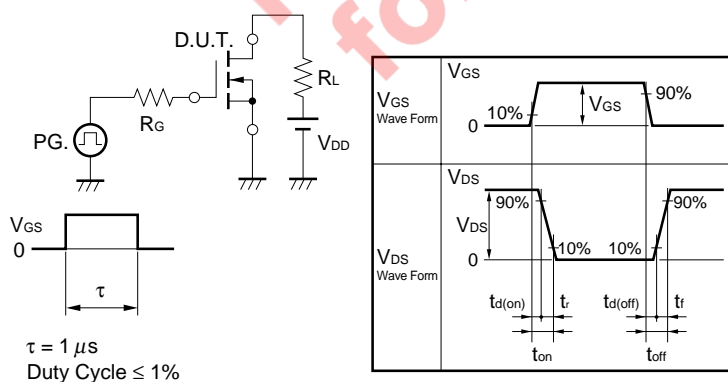 fo
D.U.T.
RL
RG
PG.
VDD
VGS
0
τ
τ = 1 μs
Duty Cycle ≤ 1%
VGS
Wave Form
VGS
10%
VGS
90%
0
VDS
Wave Form
VDS
VDS
90%
90%
10%
10%
0
td(on)
tr
td(off)
tf
ton
toff